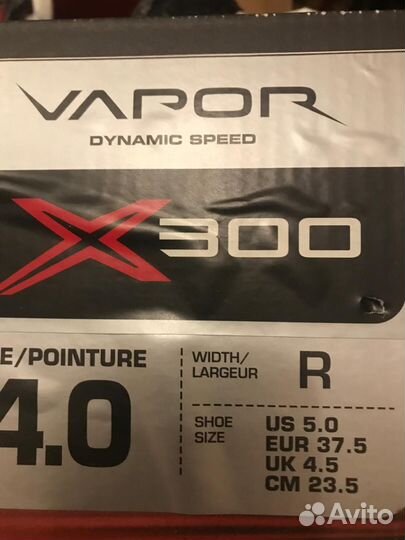 VAPOR
DYNAMIC SPEED
X300
E/POINTURE
4.0
WIDTH/
LARGEUR
R
SHOE
SIZE
US 5.0
EUR 37.5
UK 4.5
CM 23.5
Avito